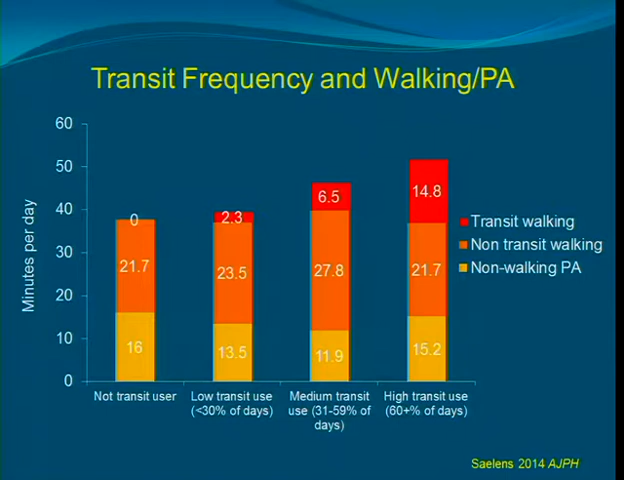 Transit Frequency and Walking/PA
60
50
40
30
20
10
0
Minutes per day
0
21.7
16
2.3
23.5
13.5
6.5
27.8
11.9
14.8
21.7
15.2
Transit walking
Non transit walking
Non-walking PA
Not transit user
Low transit use
(<30% of days)
Medium transit
use (31-59% of
days)
High transit use
(60+% of days)
Saelens 2014 AJPH